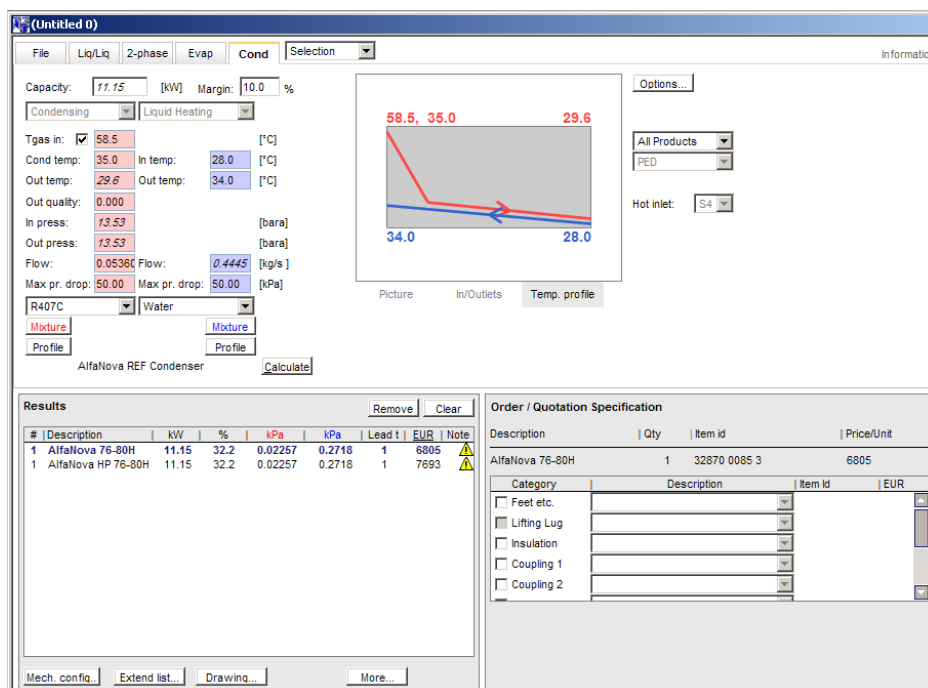 (Untitled 0)
File Liq/Liq 2-phase Evap Cond Selection
Capacity: 11.15 [kW] Margin: 10.0 %
Options...
Condensing Liquid Heating
58.5, 35.0 29.6
Tgas in: 58.5 [°C]
All Products
Cond temp: 35.0 In temp: 28.0 [°C]
PED
Out temp: 29.6 Out temp: 34.0 [°C]
Out quality: 0.000
Hot inlet: S4
In press: 13.53 [bara]
Out press: 13.53 [bara]
34.0 28.0
Flow: 0.0536 Flow: 0.4445 [kg/s ]
Max pr. drop: 50.00 Max pr. drop: 50.00 [kPa]
Picture In/Outlets Temp. profile
R407C Water
Mixture Mixture
Profile Profile
AlfaNova REF Condenser Calculate
Results Remove Clear
# |Description | kW | % | kPa | kPa | Lead t | EUR | Note
1 AlfaNova 76-80H 11.15 32.2 0.02257 0.2718 1 6805
1 AlfaNova HP 76-80H 11.15 32.2 0.02257 0.2718 1 7693
Mech. config.. Extend list... Drawing... More...
Order / Quotation Specification
Description | Qty |Item id |Price/Unit
AlfaNova 76-80H 1 32870 0085 3 6805
Category | Description |Item Id |EUR
Feet etc.
Lifting Lug
Insulation
Coupling 1
Coupling 2